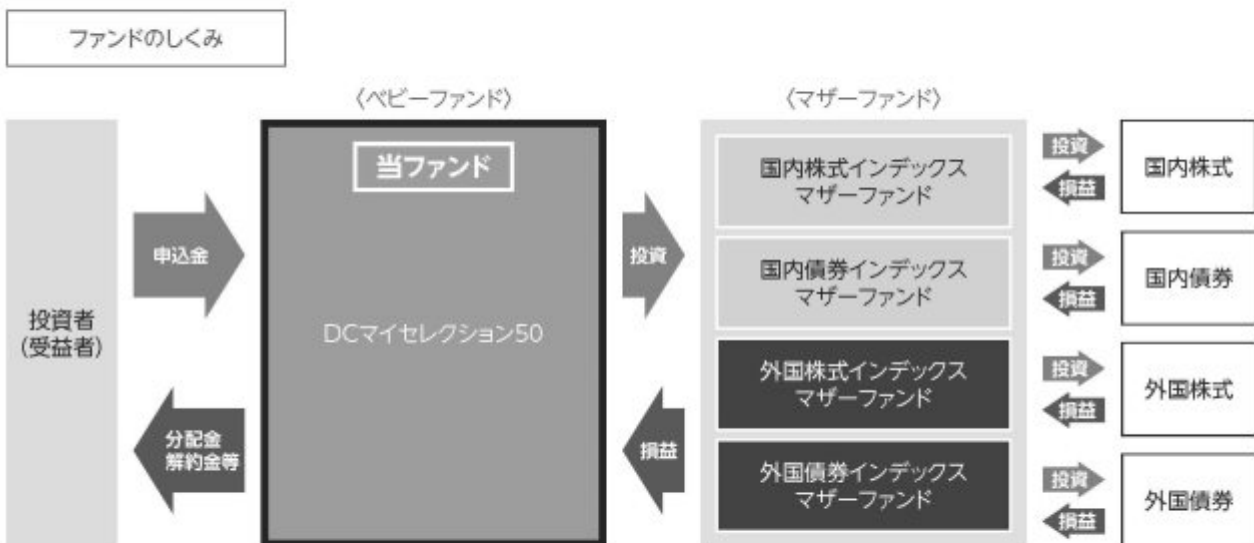 ファンドのしくみ
〈ベビーファンド〉
〈マザーファンド〉
投資者
(受益者)
申込金
分配金
解約金等
当ファンド
DCマイセレクション50
投資
損益
国内株式インデックス
マザーファンド
国内債券インデックス
マザーファンド
外国株式インデックス
マザーファンド
外国債券インデックス
マザーファンド
投資
損益
国内株式
投資
損益
国内債券
投資
損益
外国株式
投資
損益
外国債券